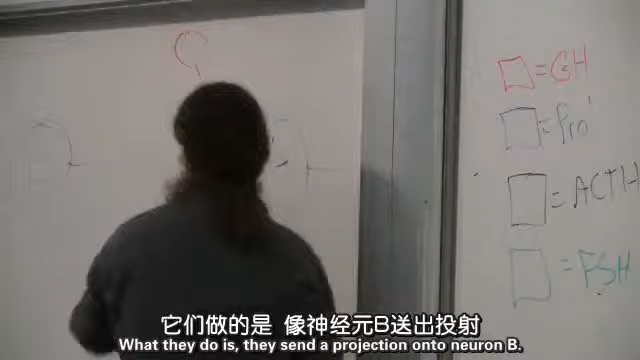 =GH
=Pro
=ACTH
=FSH
它们做的是 像神经元B送出投射
What they do is, they send a projection onto neuron B.